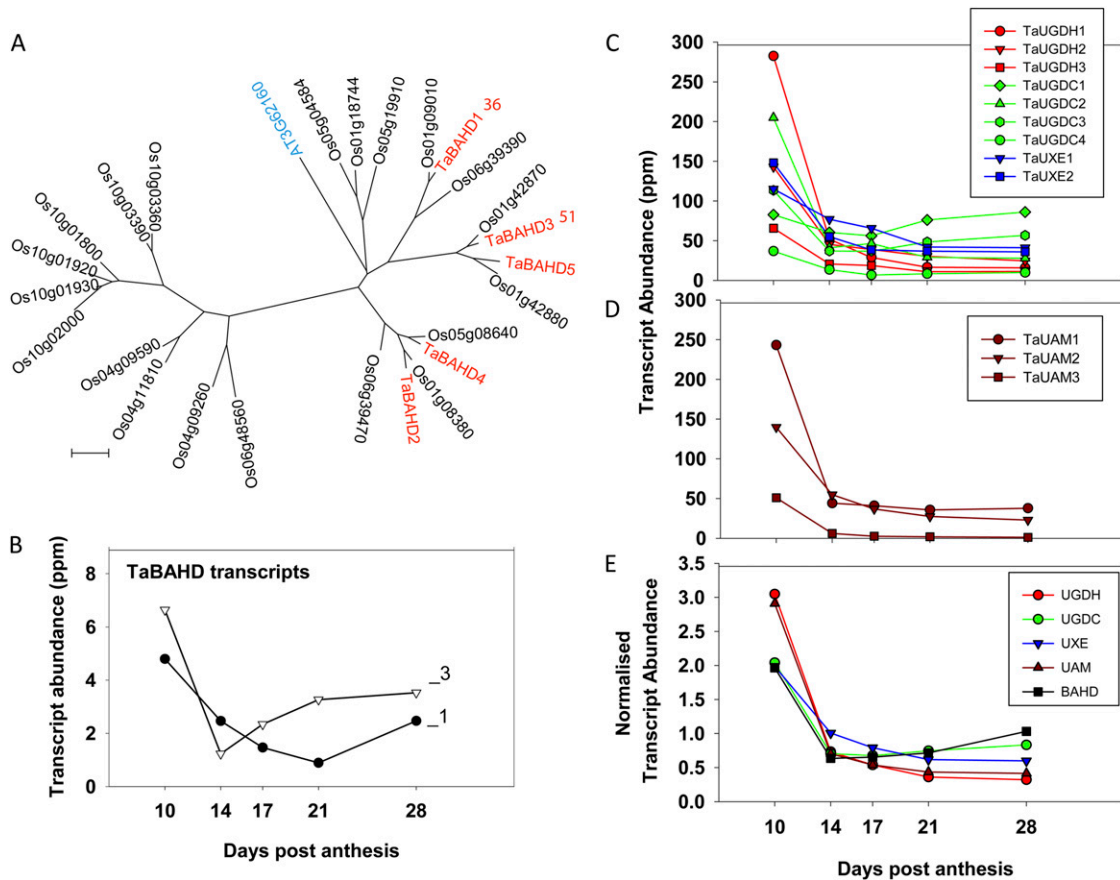 A
AT3G62160
Os05g04584
Os01g18744
Os05g19910
Os01g09010
TaBAHD1 36
Os06g39390
Os01g42870
TaBAHD3 51
TaBAHD5
Os01g42880
Os05g08640
TaBAHD4
Os01g08380
TaBAHD2
Os06g39470
Os06g48560
Os04g09260
Os04g11810
Os04g09590
Os10g02000
Os10g01930
Os10g01920
Os10g01800
Os10g03390
Os10g03360
B
TaBAHD transcripts
Transcript abundance (ppm)
8
6
4
2
0
_3
_1
10 14 17 21 28
Days post anthesis
C
TaUGDH1
TaUGDH2
TaUGDH3
TaUGDC1
TaUGDC2
TaUGDC3
TaUGDC4
TaUXE1
TaUXE2
300
250
200
150
100
50
0
Transcript Abundance (ppm)
D
TaUAM1
TaUAM2
TaUAM3
300
250
200
150
100
50
0
E
UGDH
UGDC
UXE
UAM
BAHD
Normalised
Transcript Abundance
3.5
3.0
2.5
2.0
1.5
1.0
0.5
0.0
10 14 17 21 28
Days post anthesis